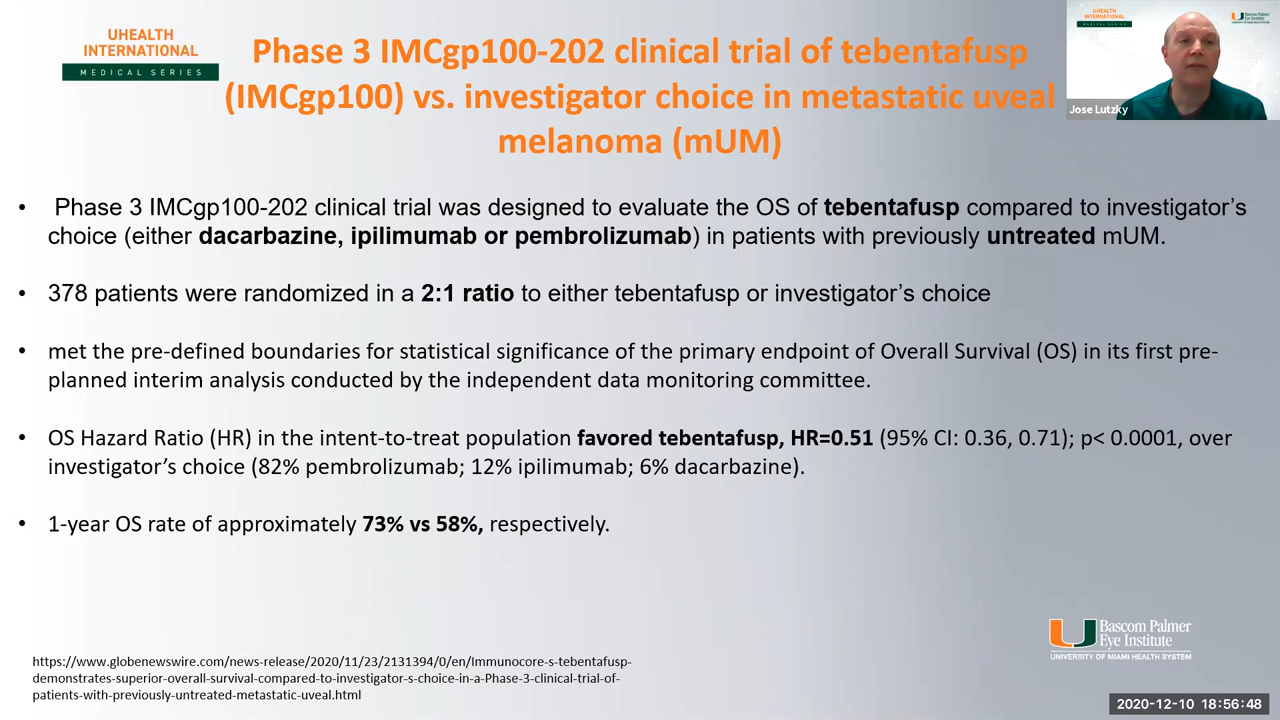 UHEALTH
INTERNATIONAL
MEDICAL SERIES
Phase 3 IMCgp100-202 clinical trial of tebentafusp
(IMCgp100) vs. investigator choice in metastatic uveal
melanoma (mUM)
Jose Lutzky
• Phase 3 IMCgp100-202 clinical trial was designed to evaluate the OS of tebentafusp compared to investigator’s
choice (either dacarbazine, ipilimumab or pembrolizumab) in patients with previously untreated mUM.
• 378 patients were randomized in a 2:1 ratio to either tebentafusp or investigator’s choice
• met the pre-defined boundaries for statistical significance of the primary endpoint of Overall Survival (OS) in its first pre-
planned interim analysis conducted by the independent data monitoring committee.
• OS Hazard Ratio (HR) in the intent-to-treat population favored tebentafusp, HR=0.51 (95% CI: 0.36, 0.71); p< 0.0001, over
investigator’s choice (82% pembrolizumab; 12% ipilimumab; 6% dacarbazine).
• 1-year OS rate of approximately 73% vs 58%, respectively.
Bascom Palmer
Eye Institute
UNIVERSITY OF MIAMI HEALTH SYSTEM
https://www.globenewswire.com/news-release/2020/11/23/2131394/0/en/Immunocore-s-tebentafusp-
demonstrates-superior-overall-survival-compared-to-investigator-s-choice-in-a-Phase-3-clinical-trial-of-
patients-with-previously-untreated-metastatic-uveal.html
2020-12-10 18:56:48